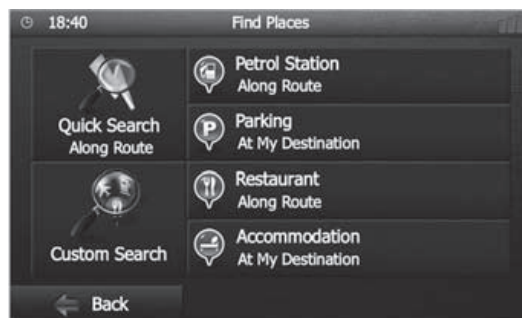 18:40 Find Places
Quick Search
Along Route
Custom Search
Petrol Station
Along Route
P Parking
At My Destination
Restaurant
Along Route
Accommodation
At My Destination
Back